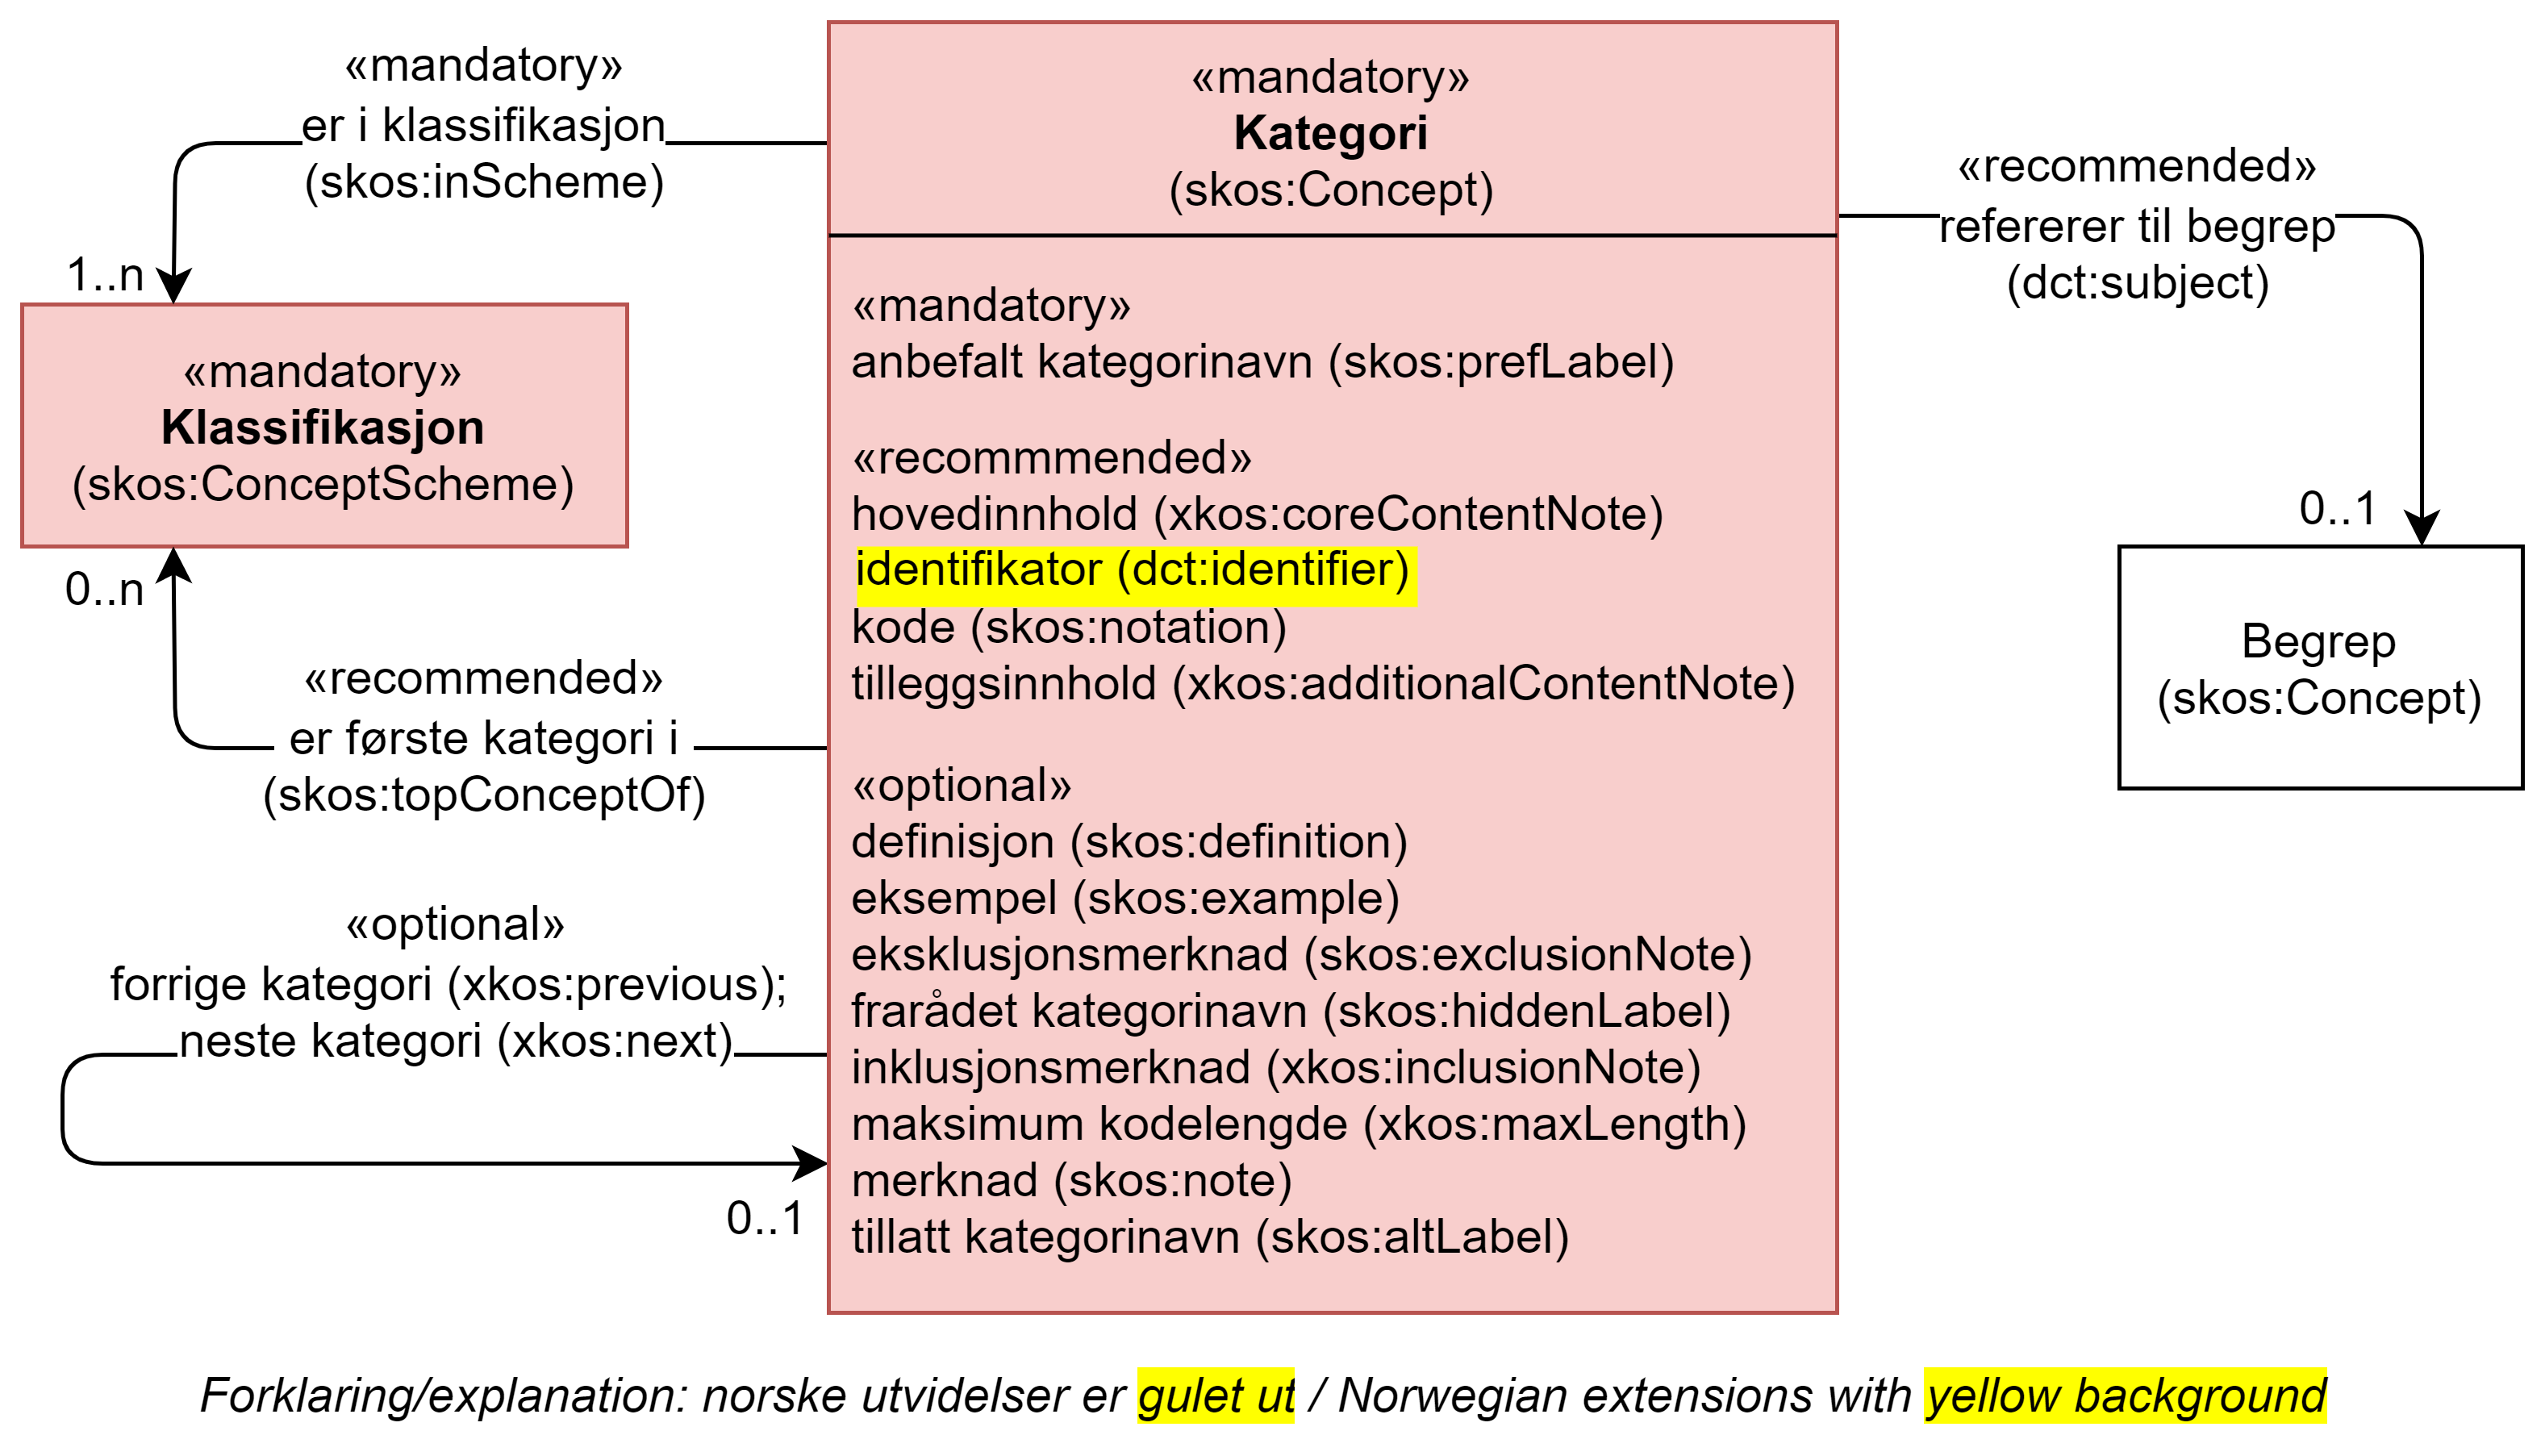 «mandatory»
er i klassifikasjon
(skos:inScheme)
1..n
«mandatory»
Klassifikasjon
(skos:ConceptScheme)
0..n
«recommended»
er første kategori i
(skos:topConceptOf)
«optional»
forrige kategori (xkos:previous);
neste kategori (xkos:next)
0..1
«mandatory»
Kategori
(skos:Concept)
«mandatory»
anbefalt kategorinavn (skos:prefLabel)
«recommmended»
hovedinnhold (xkos:coreContentNote)
identifikator (dct:identifier)
kode (skos:notation)
tilleggsinnhold (xkos:additionalContentNote)
«optional»
definisjon (skos:definition)
eksempel (skos:example)
eksklusjonsmerknad (skos:exclusionNote)
frarådet kategorinavn (skos:hiddenLabel)
inklusjonsmerknad (xkos:inclusionNote)
maksimum kodelengde (xkos:maxLength)
merknad (skos:note)
tillatt kategorinavn (skos:altLabel)
«recommended»
refererer til begrep
(dct:subject)
0..1
Begrep
(skos:Concept)
Forklaring/explanation: norske utvidelser er gulet ut / Norwegian extensions with yellow background